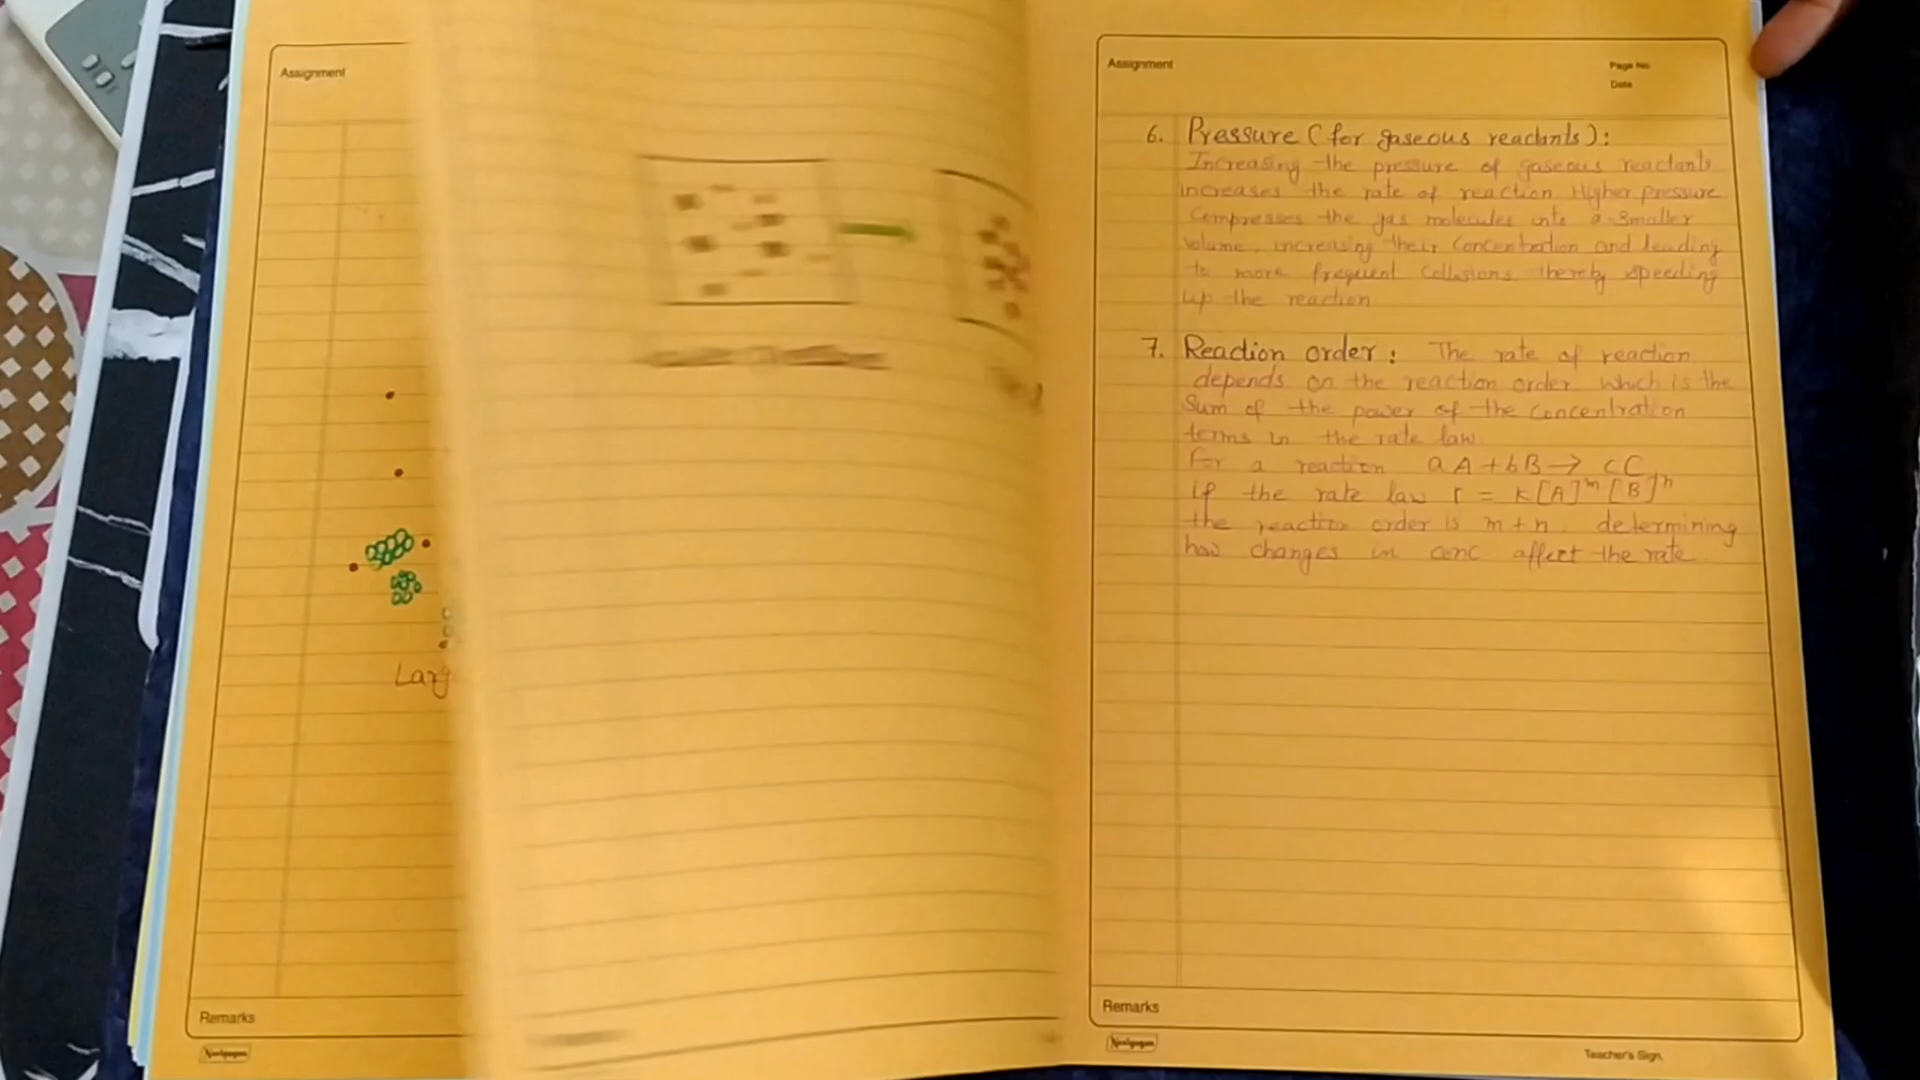 Assignment
Larg
Remarks
Neelgagan
Assignment
Page No
Date
6. Pressure (for gaseous reactants):
Increasing the pressure of gaseous reactants
increases the rate of reaction Higher pressure
compresses the gas molecules into a smaller
volume, increasing their concentration and leading
to more frequent collisions thereby speeding
up the reaction
7. Reaction order: The rate of reaction
depends on the reaction order which is the
Sum of the power of the concentration
terms in the rate law.
For a reaction aA + bB → cC,
if the rate law r = k[A]^m [B]^n
the reaction order is m+n determining
how changes in conc affect the rate
Remarks
Neelgagan
Teacher's Sign.